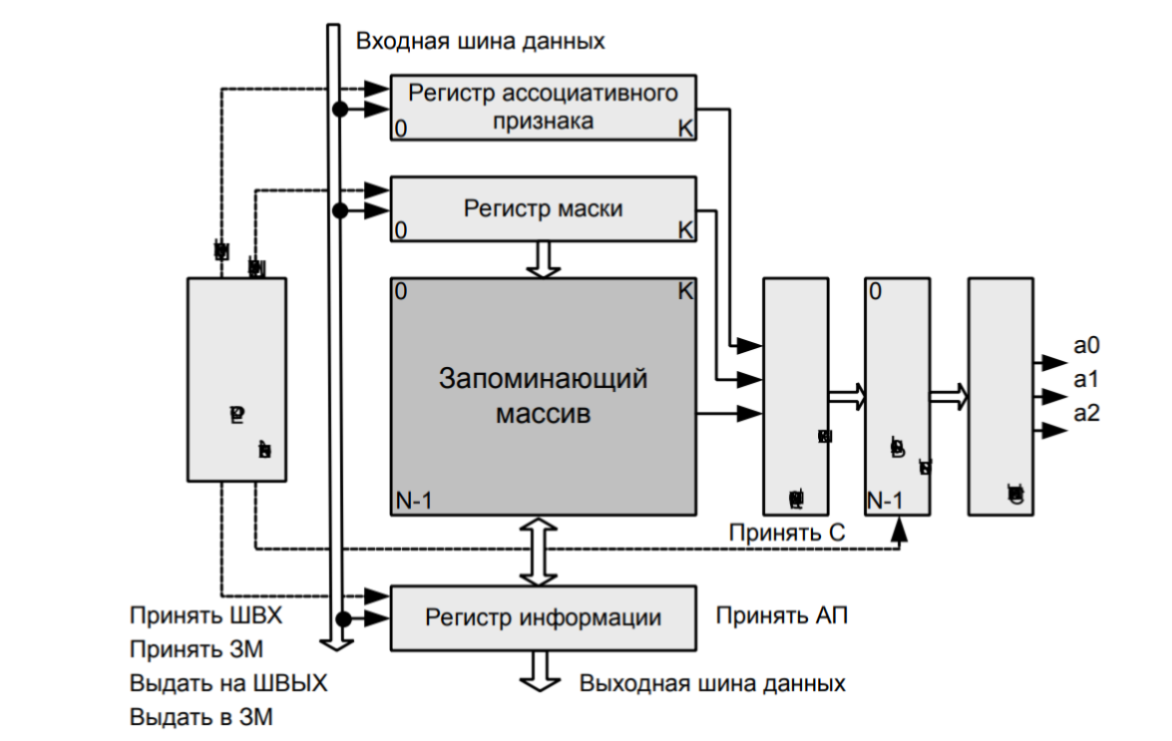 Входная шина данных
Регистр ассоциативного
признака
0
K
Регистр маски
0
K
0
K
Запоминающий
массив
N-1
0
N-1
a0
a1
a2
Принять С
Регистр информации
Принять АП
Принять ШВХ
Принять ЗМ
Выдать на ШВЫХ
Выдать в ЗМ
Выходная шина данных